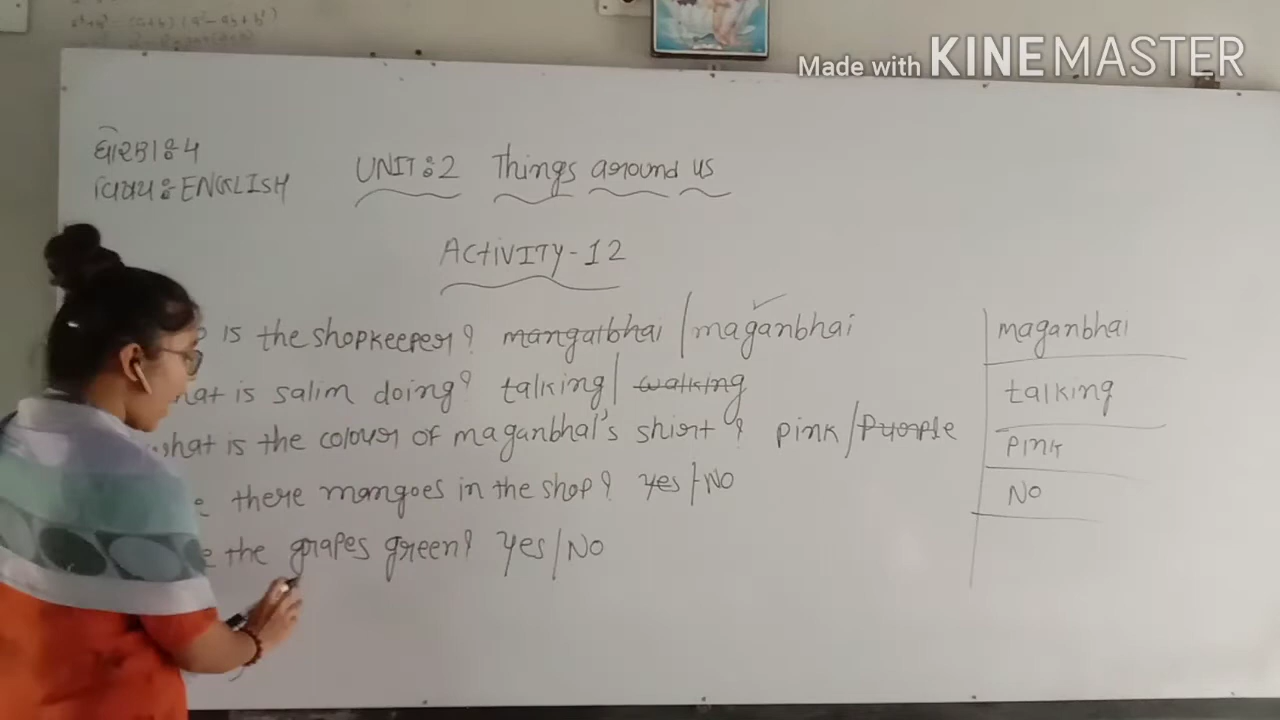 Made with KINEMASTER
ધોરણઃ4
વિષયઃENGLISH
UNIT:2 Things around us
ACTIVITY-12
is the shopkeeper? mangalbhai / maganbhai
maganbhai
hat is salim doing? talking / walking
talking
what is the colour of maganbhai's shirt? pink / purple
pink
there mangoes in the shop? yes / NO
NO
e the grapes green? yes / NO